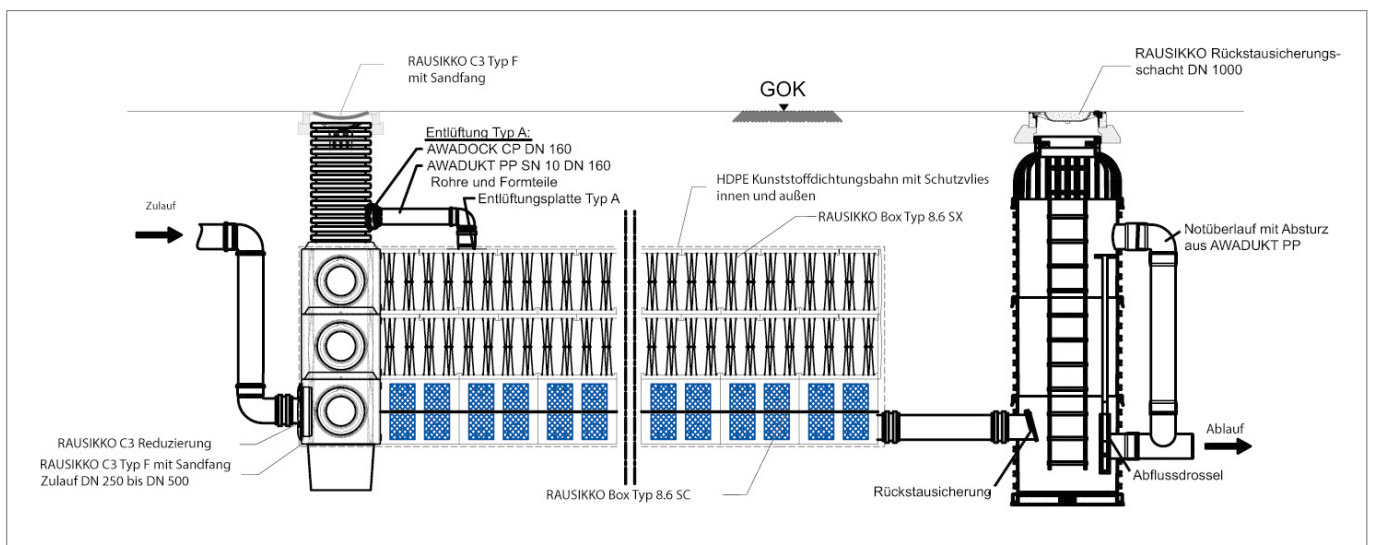 RAUSIKKO C3 Typ F
mit Sandfang
GOK
RAUSIKKO Rückstausicherungs-
schacht DN 1000
Entlüftung Typ A:
AWADOCK CP DN 160
AWADUKT PP SN 10 DN 160
Rohre und Formteile
Entlüftungsplatte Typ A
HDPE Kunststoffdichtungsbahn mit Schutzvlies
innen und außen
RAUSIKKO Box Typ 8.6 SX
Zulauf
Notüberlauf mit Absturz
aus AWADUKT PP
RAUSIKKO C3 Reduzierung
RAUSIKKO C3 Typ F mit Sandfang
Zulauf DN 250 bis DN 500
RAUSIKKO Box Typ 8.6 SC
Rückstausicherung
Ablauf
Abflussdrossel